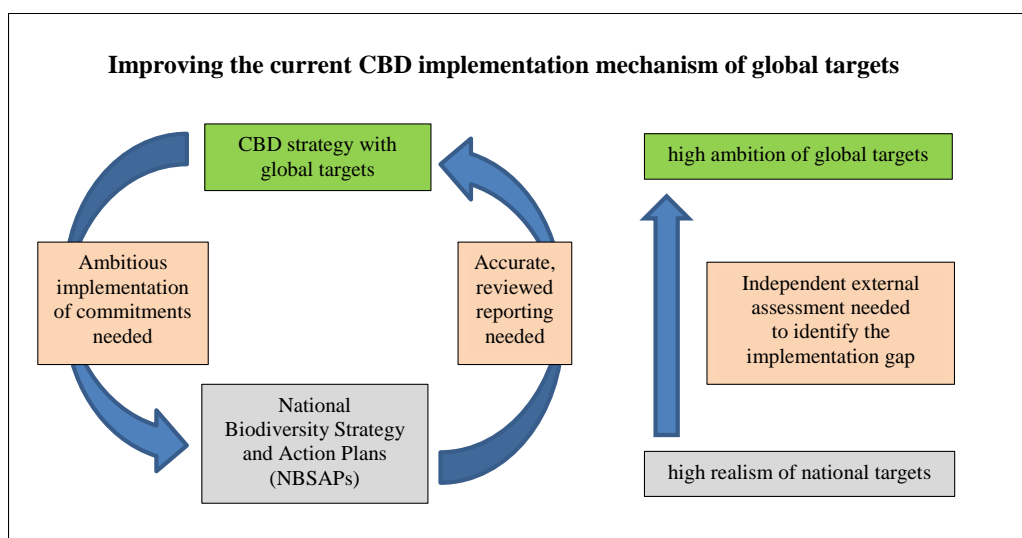 Improving the current CBD implementation mechanism of global targets
CBD strategy with
global targets
Ambitious
implementation
of commitments
needed
Accurate,
reviewed
reporting
needed
National
Biodiversity Strategy
and Action Plans
(NBSAPs)
high ambition of global targets
Independent external
assessment needed
to identify the
implementation gap
high realism of national targets